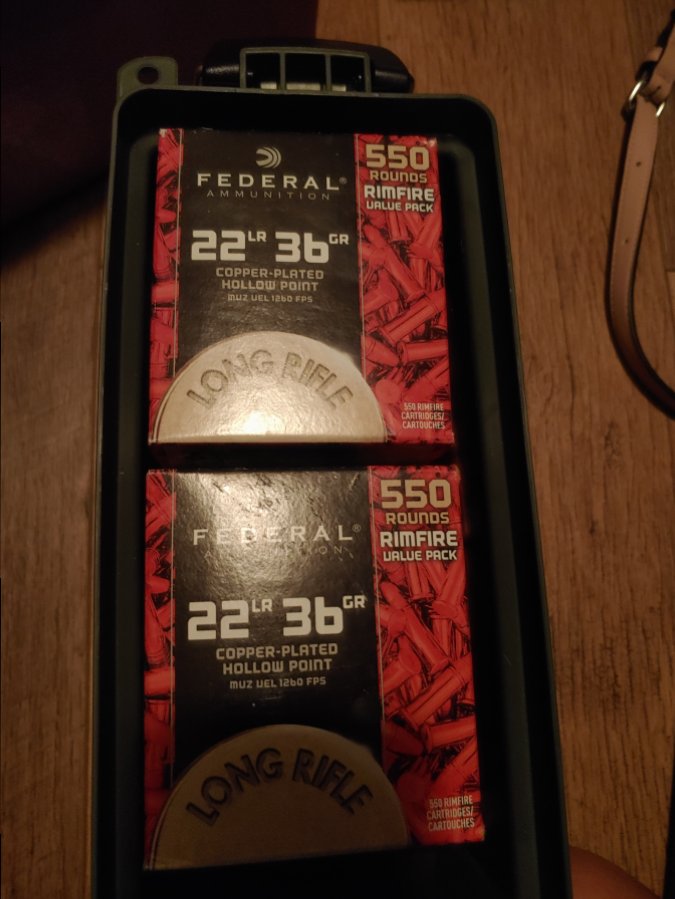 FEDERAL®
AMMUNITION
22LR 36GR
COPPER-PLATED
HOLLOW POINT
MUZ VEL 1260 FPS
LONG RIFLE
550
ROUNDS
RIMFIRE
VALUE PACK
550 RIMFIRE
CARTRIDGES/
CARTOUCHES
FEDERAL®
AMMUNITION
22LR 36GR
COPPER-PLATED
HOLLOW POINT
MUZ VEL 1260 FPS
LONG RIFLE
550
ROUNDS
RIMFIRE
VALUE PACK
550 RIMFIRE
CARTRIDGES/
CARTOUCHES